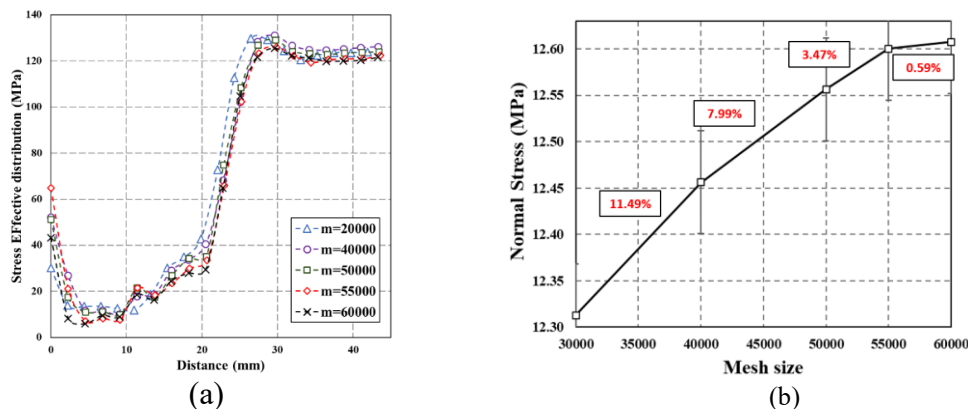 (a)
Stress EFfective distribution (MPa)
140
120
100
80
60
40
20
0
m=20000
m=40000
m=50000
m=55000
m=60000
0
10
20
30
40
Distance (mm)
(a)
(b)
Normal Stress (MPa)
12.60
12.55
12.50
12.45
12.40
12.35
12.30
11.49%
7.99%
3.47%
0.59%
30000
35000
40000
45000
50000
55000
60000
Mesh size
(b)